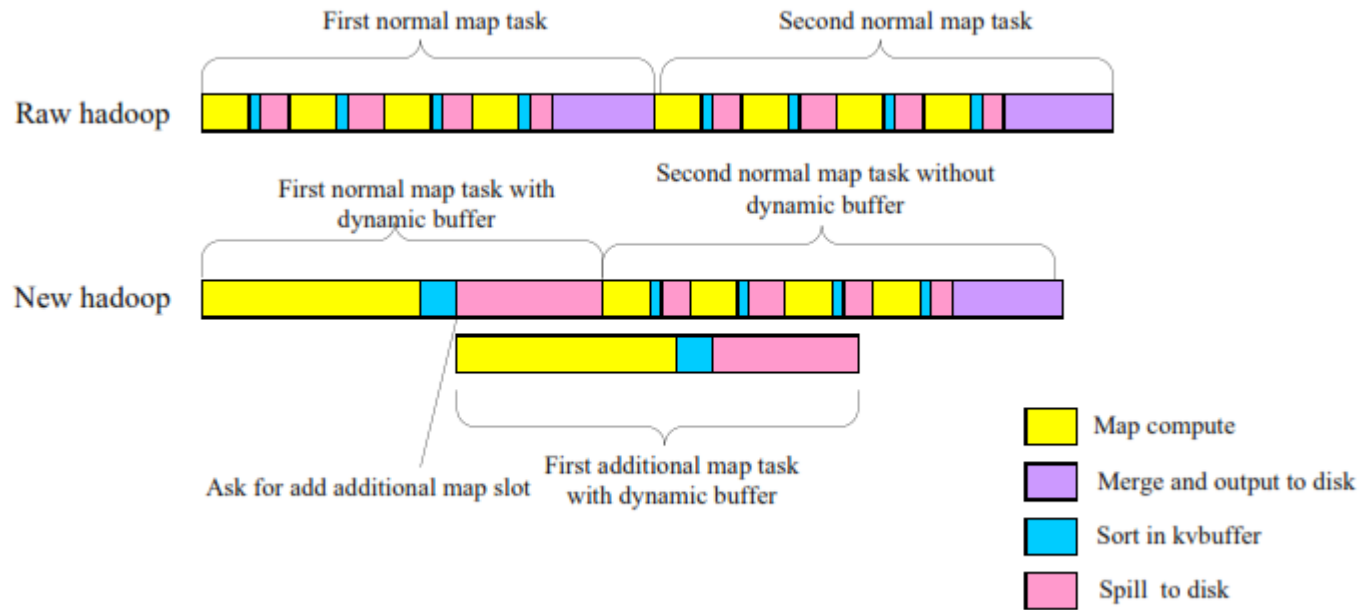 First normal map task
Second normal map task
Raw hadoop
First normal map task with
dynamic buffer
Second normal map task without
dynamic buffer
New hadoop
Ask for add additional map slot
First additional map task
with dynamic buffer
Map compute
Merge and output to disk
Sort in kvbuffer
Spill to disk